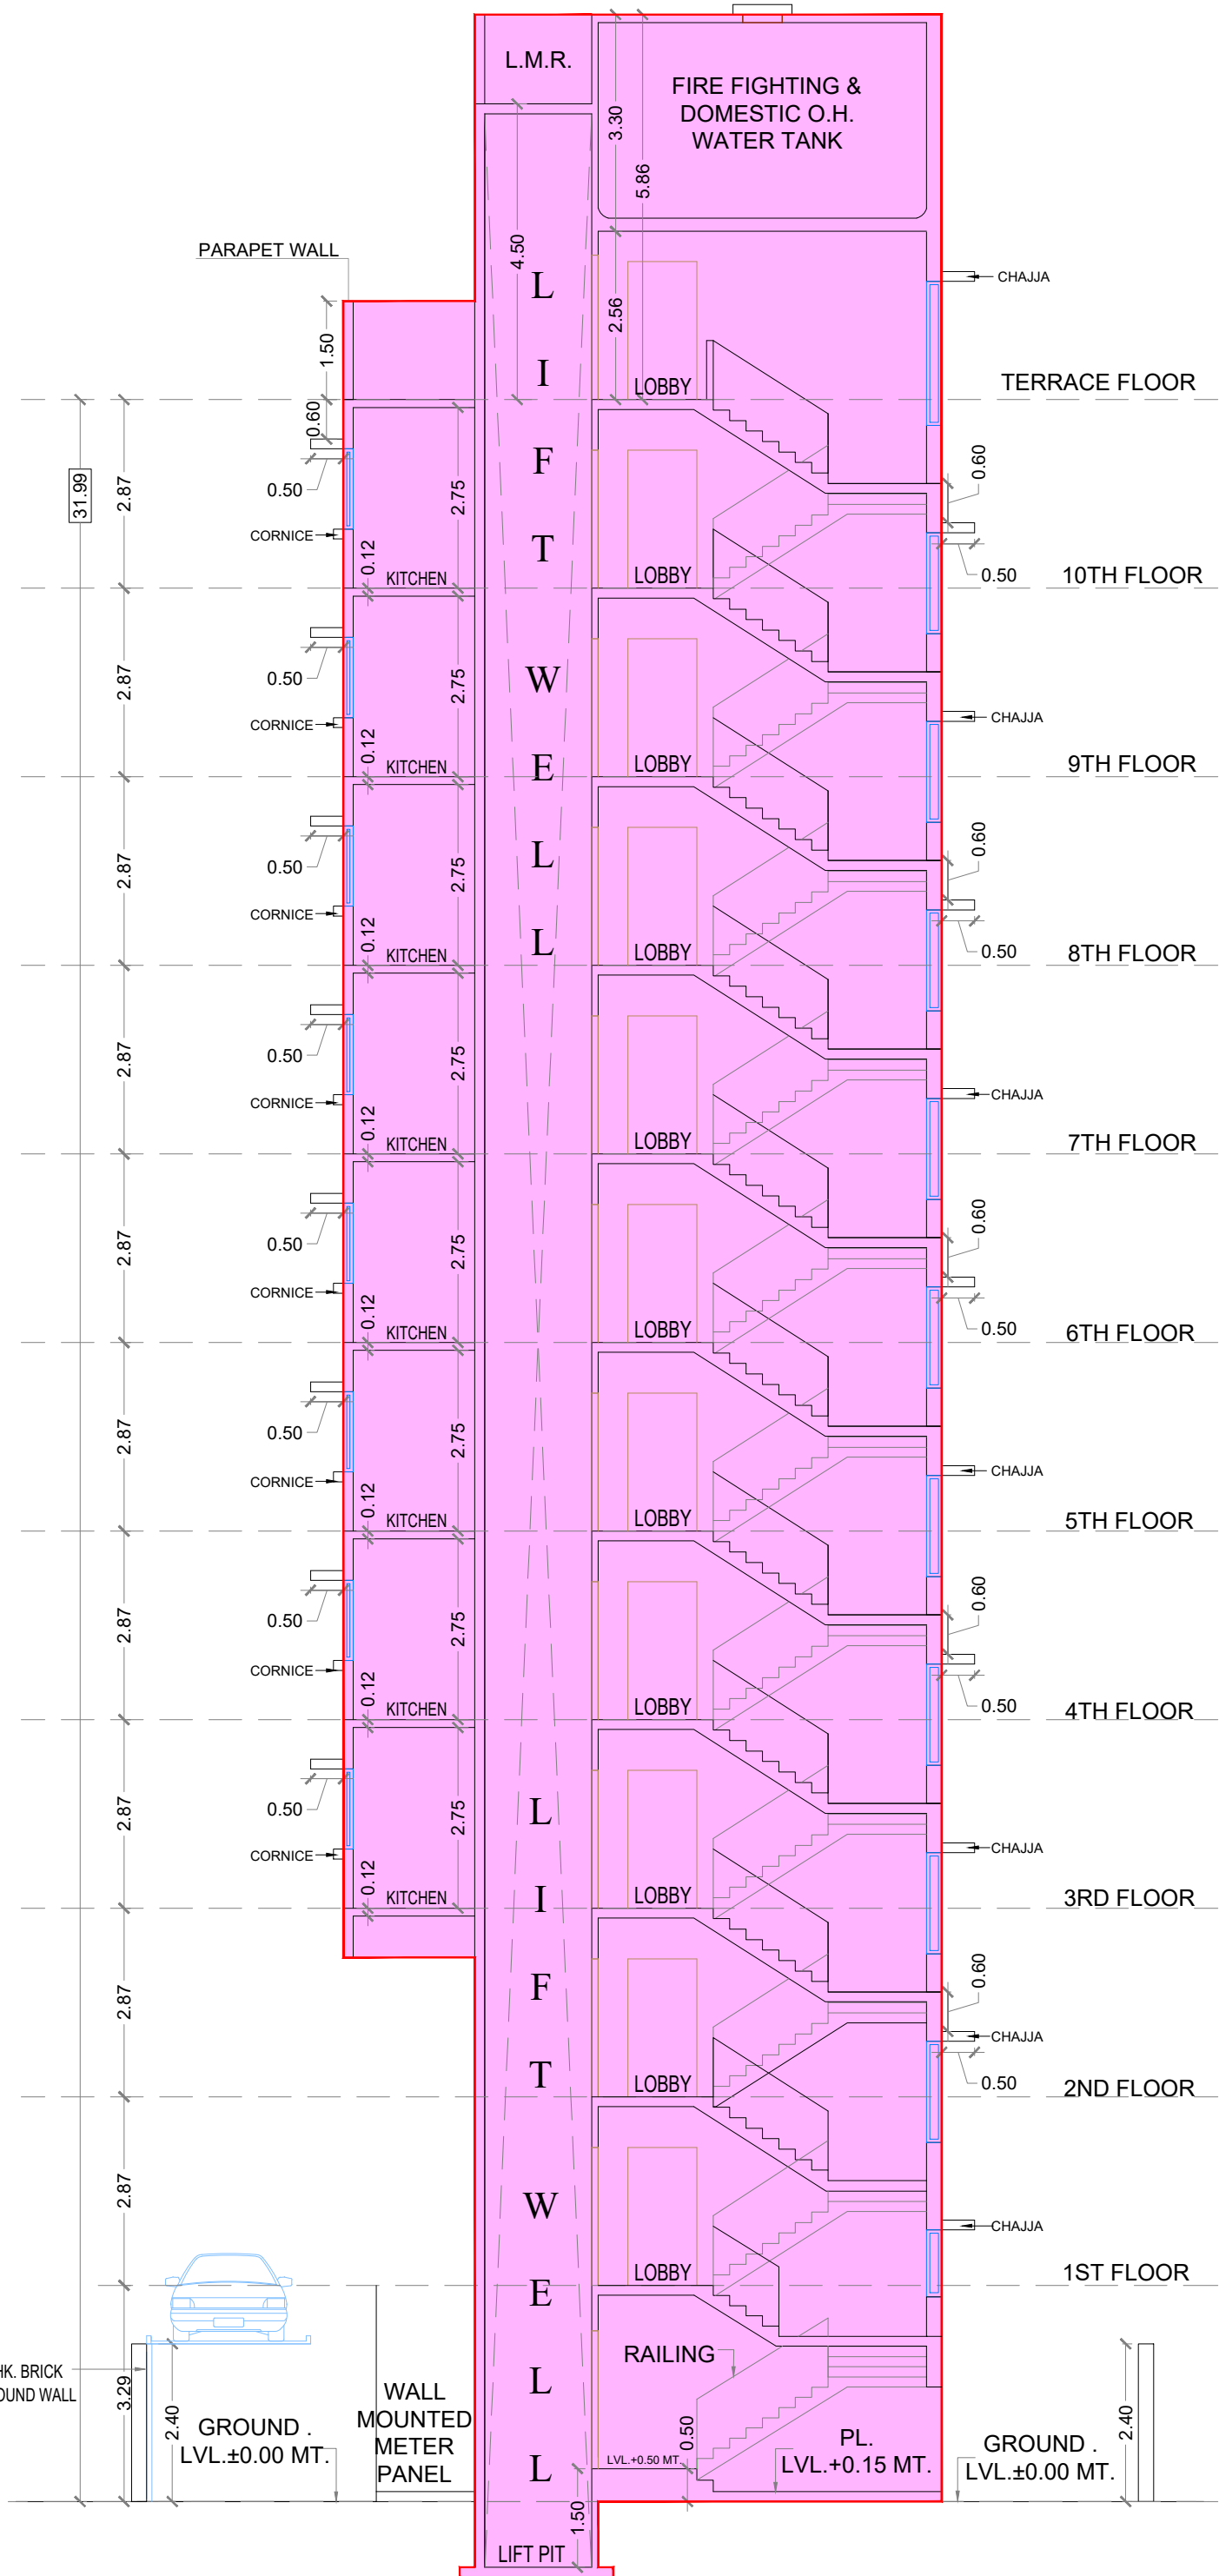 L.M.R.
FIRE FIGHTING &
DOMESTIC O.H.
WATER TANK
3.30
5.86
4.50
PARAPET WALL
CHAJJA
L
I
F
T
W
E
L
L
2.56
1.50
LOBBY
TERRACE FLOOR
0.60
31.99
2.87
0.50
2.75
0.60
CORNICE
0.12
KITCHEN
LOBBY
0.50
10TH FLOOR
2.87
0.50
2.75
CHAJJA
CORNICE
0.12
KITCHEN
LOBBY
9TH FLOOR
2.87
0.50
2.75
0.60
CORNICE
0.12
KITCHEN
LOBBY
0.50
8TH FLOOR
2.87
0.50
2.75
CHAJJA
CORNICE
0.12
KITCHEN
LOBBY
7TH FLOOR
2.87
0.50
2.75
0.60
CORNICE
0.12
KITCHEN
LOBBY
0.50
6TH FLOOR
2.87
0.50
2.75
CHAJJA
CORNICE
0.12
KITCHEN
LOBBY
5TH FLOOR
2.87
0.50
2.75
0.60
CORNICE
0.12
KITCHEN
LOBBY
0.50
4TH FLOOR
2.87
0.50
2.75
CHAJJA
CORNICE
0.12
KITCHEN
LOBBY
3RD FLOOR
L
I
F
T
W
E
L
L
2.87
0.60
CHAJJA
LOBBY
0.50
2ND FLOOR
2.87
CHAJJA
LOBBY
1ST FLOOR
RAILING
HK. BRICK
OUND WALL
3.29
2.40
GROUND .
LVL.±0.00 MT.
WALL
MOUNTED
METER
PANEL
LVL.+0.50 MT.
0.50
PL.
LVL.+0.15 MT.
GROUND .
LVL.±0.00 MT.
2.40
1.50
LIFT PIT